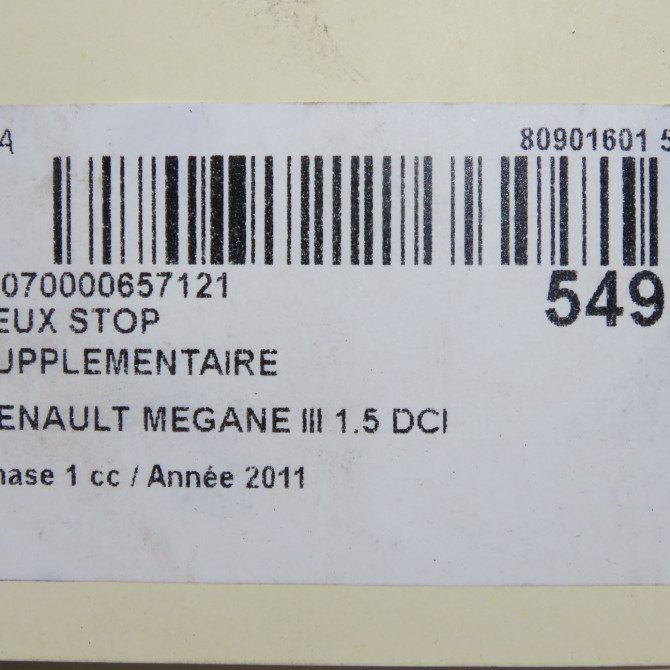 A 80901601 5
070000657121
549
EUX STOP
UPPLEMENTAIRE
ENAULT MEGANE III 1.5 DCI
hase 1 cc / Année 2011